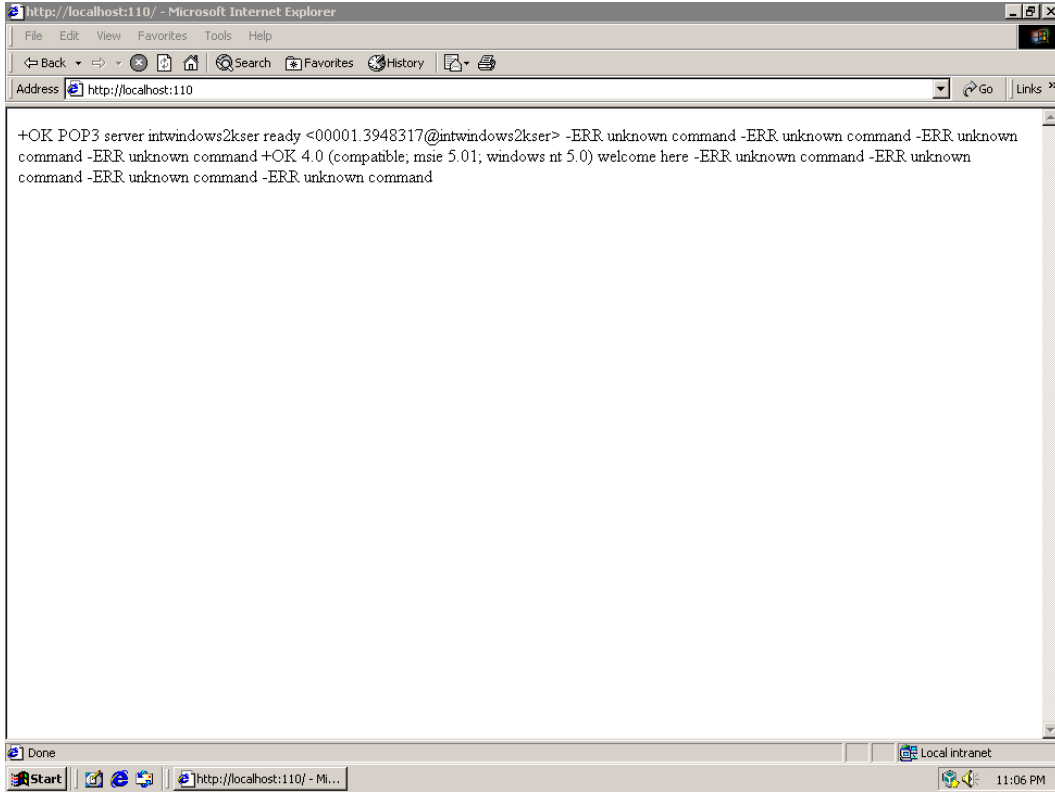 http://localhost:110/ - Microsoft Internet Explorer
File Edit View Favorites Tools Help
Back Search Favorites History
Address http://localhost:110 Go Links »
+OK POP3 server intwindows2kser ready <00001.3948317@intwindows2kser> -ERR unknown command -ERR unknown command -ERR unknown
command -ERR unknown command +OK 4.0 (compatible; msie 5.01; windows nt 5.0) welcome here -ERR unknown command -ERR unknown
command -ERR unknown command -ERR unknown command
Done Local intranet
Start http://localhost:110/ - Mi... 11:06 PM